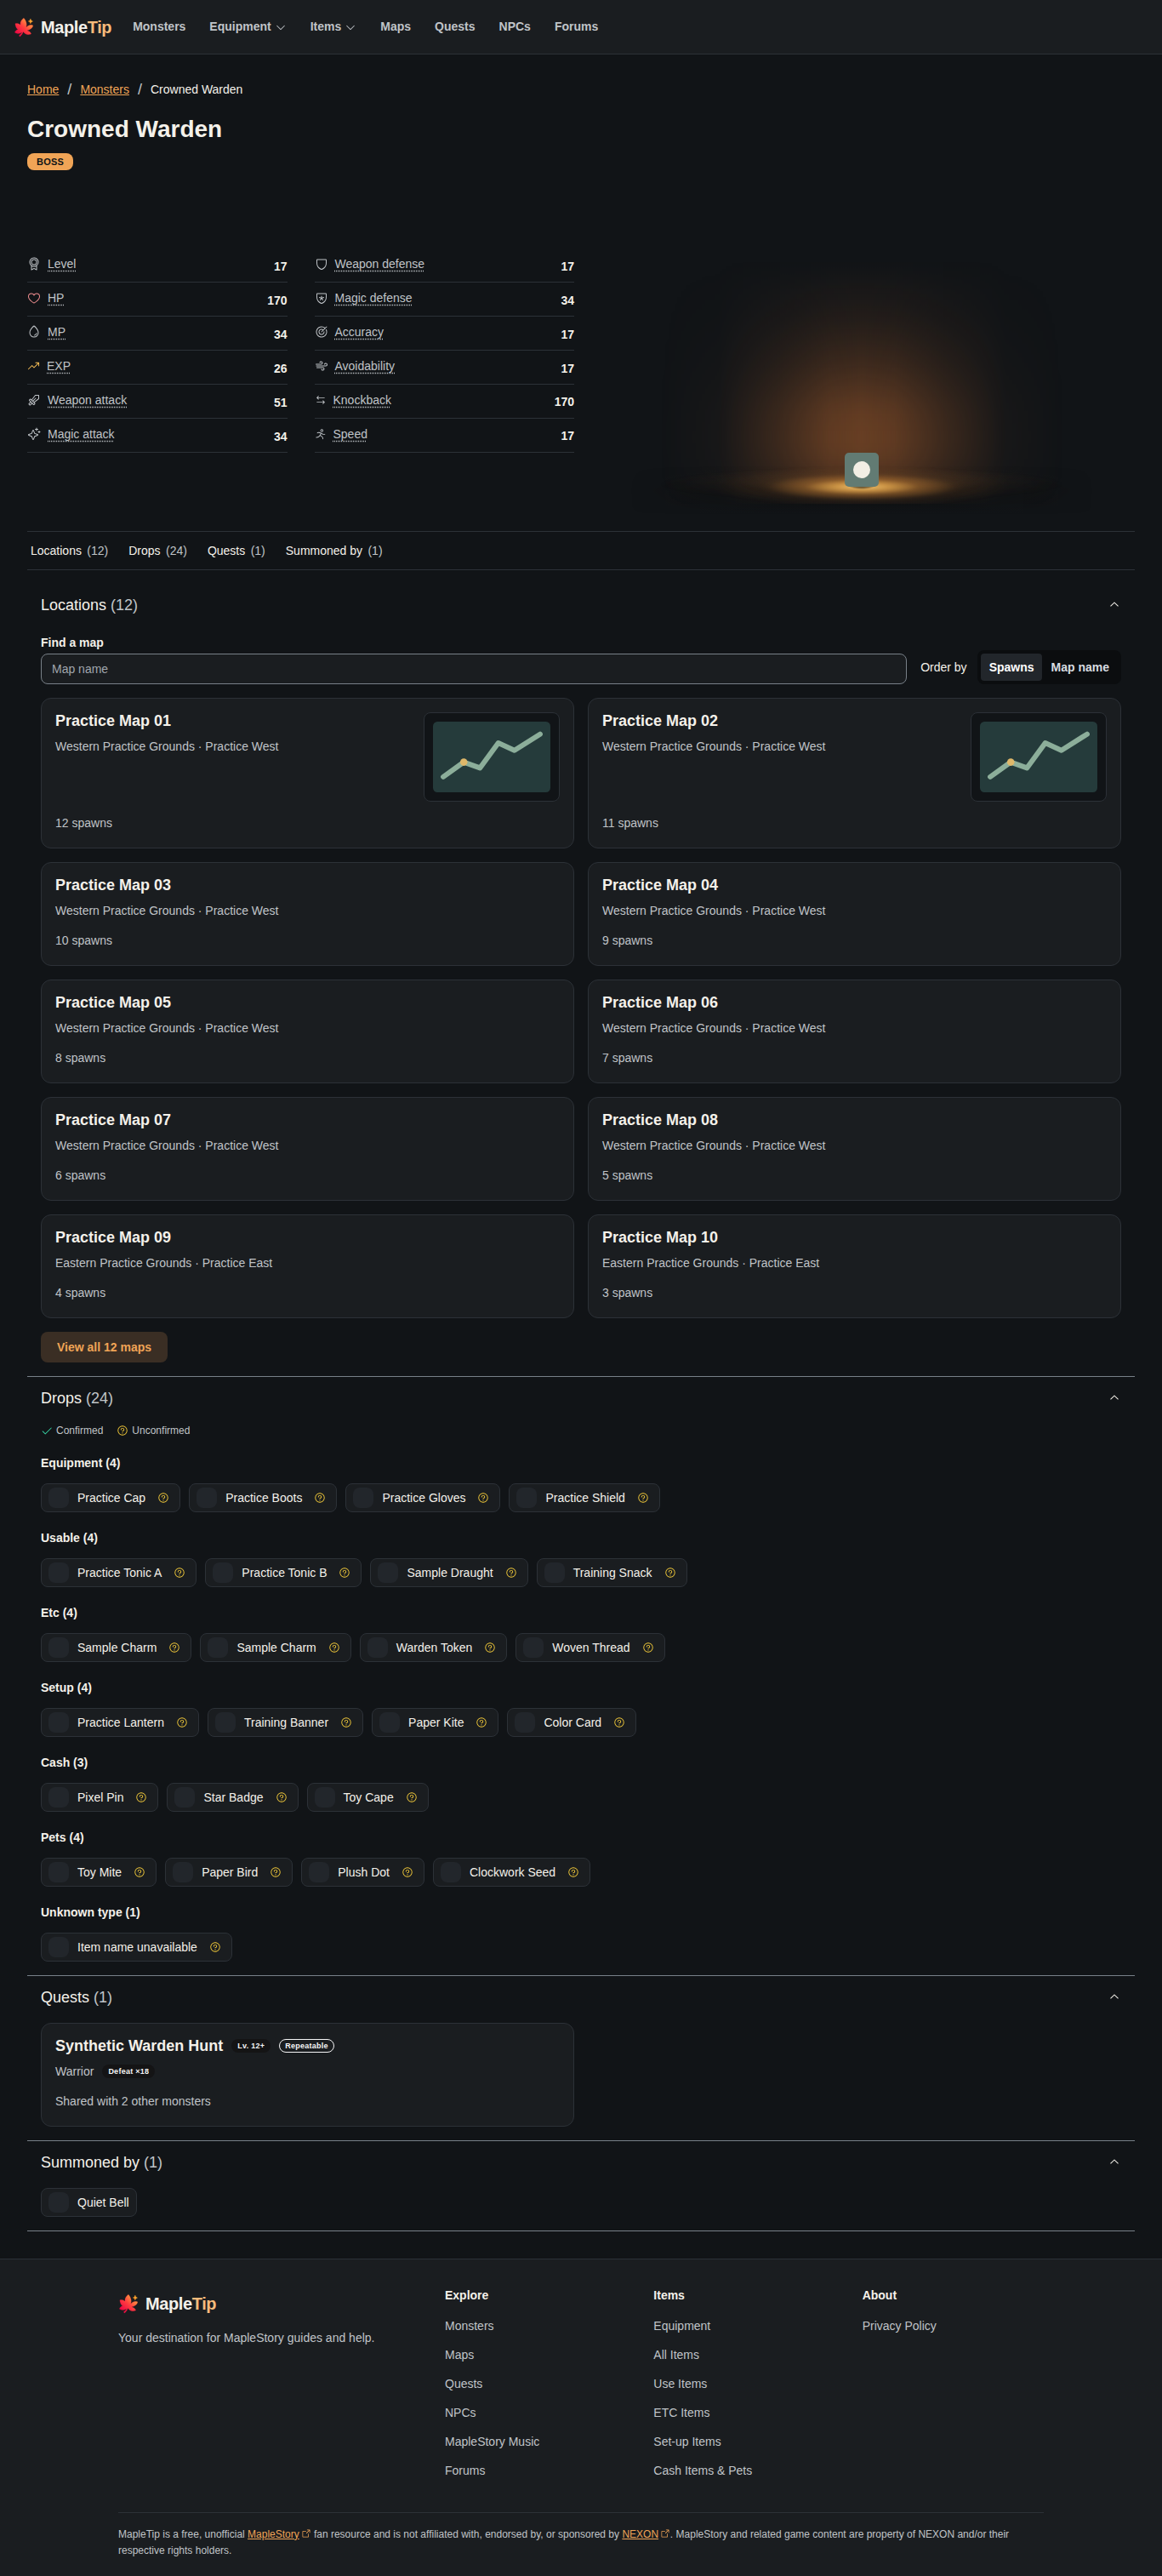 MapleTip Monsters Equipment Items Maps Quests NPCs Forums
Home / Monsters / Crowned Warden
Crowned Warden
BOSS
Level 17
HP 170
MP 34
EXP 26
Weapon attack 51
Magic attack 34
Weapon defense 17
Magic defense 34
Accuracy 17
Avoidability 17
Knockback 170
Speed 17
Locations (12) Drops (24) Quests (1) Summoned by (1)
Locations (12)
Find a map
Map name
Order by Spawns Map name
Practice Map 01
Western Practice Grounds · Practice West
12 spawns
Practice Map 02
Western Practice Grounds · Practice West
11 spawns
Practice Map 03
Western Practice Grounds · Practice West
10 spawns
Practice Map 04
Western Practice Grounds · Practice West
9 spawns
Practice Map 05
Western Practice Grounds · Practice West
8 spawns
Practice Map 06
Western Practice Grounds · Practice West
7 spawns
Practice Map 07
Western Practice Grounds · Practice West
6 spawns
Practice Map 08
Western Practice Grounds · Practice West
5 spawns
Practice Map 09
Eastern Practice Grounds · Practice East
4 spawns
Practice Map 10
Eastern Practice Grounds · Practice East
3 spawns
View all 12 maps
Drops (24)
Confirmed Unconfirmed
Equipment (4)
Practice Cap Practice Boots Practice Gloves Practice Shield
Usable (4)
Practice Tonic A Practice Tonic B Sample Draught Training Snack
Etc (4)
Sample Charm Sample Charm Warden Token Woven Thread
Setup (4)
Practice Lantern Training Banner Paper Kite Color Card
Cash (3)
Pixel Pin Star Badge Toy Cape
Pets (4)
Toy Mite Paper Bird Plush Dot Clockwork Seed
Unknown type (1)
Item name unavailable
Quests (1)
Synthetic Warden Hunt Lv. 12+ Repeatable
Warrior Defeat ×18
Shared with 2 other monsters
Summoned by (1)
Quiet Bell
MapleTip
Your destination for MapleStory guides and help.
Explore
Monsters
Maps
Quests
NPCs
MapleStory Music
Forums
Items
Equipment
All Items
Use Items
ETC Items
Set-up Items
Cash Items & Pets
About
Privacy Policy
MapleTip is a free, unofficial MapleStory fan resource and is not affiliated with, endorsed by, or sponsored by NEXON. MapleStory and related game content are property of NEXON and/or their
respective rights holders.